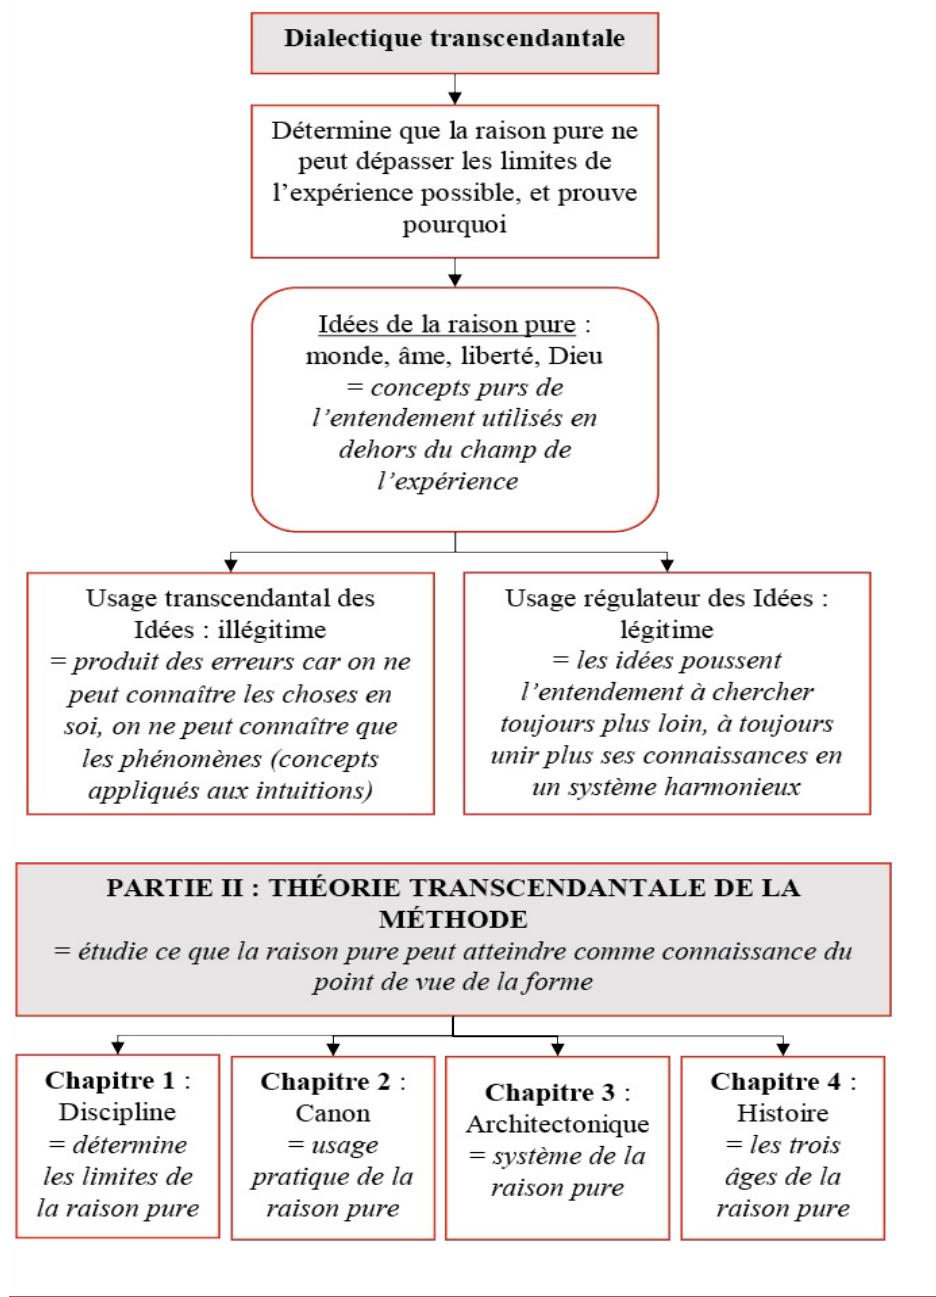 Dialectique transcendantale
Détermine que la raison pure ne
peut dépasser les limites de
l’expérience possible, et prouve
pourquoi
Idées de la raison pure :
monde, âme, liberté, Dieu
= concepts purs de
l’entendement utilisés en
dehors du champ de
l’expérience
Usage transcendantal des
Idées : illégitime
= produit des erreurs car on ne
peut connaître les choses en
soi, on ne peut connaître que
les phénomènes (concepts
appliqués aux intuitions)
Usage régulateur des Idées :
légitime
= les idées poussent
l’entendement à chercher
toujours plus loin, à toujours
unir plus ses connaissances en
un système harmonieux
PARTIE II : THÉORIE TRANSCENDANTALE DE LA
MÉTHODE
= étudie ce que la raison pure peut atteindre comme connaissance du
point de vue de la forme
Chapitre 1 :
Discipline
= détermine
les limites de
la raison pure
Chapitre 2 :
Canon
= usage
pratique de la
raison pure
Chapitre 3 :
Architectonique
= système de la
raison pure
Chapitre 4 :
Histoire
= les trois
âges de la
raison pure